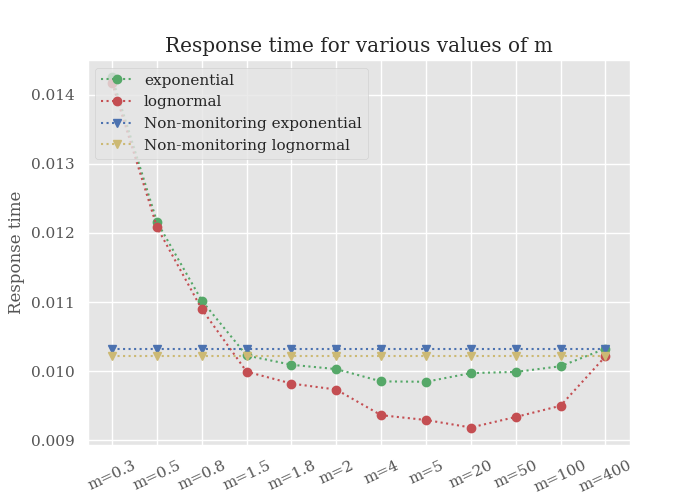 Response time for various values of m
exponential
lognormal
Non-monitoring exponential
Non-monitoring lognormal
Response time
0.014
0.013
0.012
0.011
0.010
0.009
m=0.3 m=0.5 m=0.8 m=1.5 m=1.8 m=2 m=4 m=5 m=20 m=50 m=100 m=400